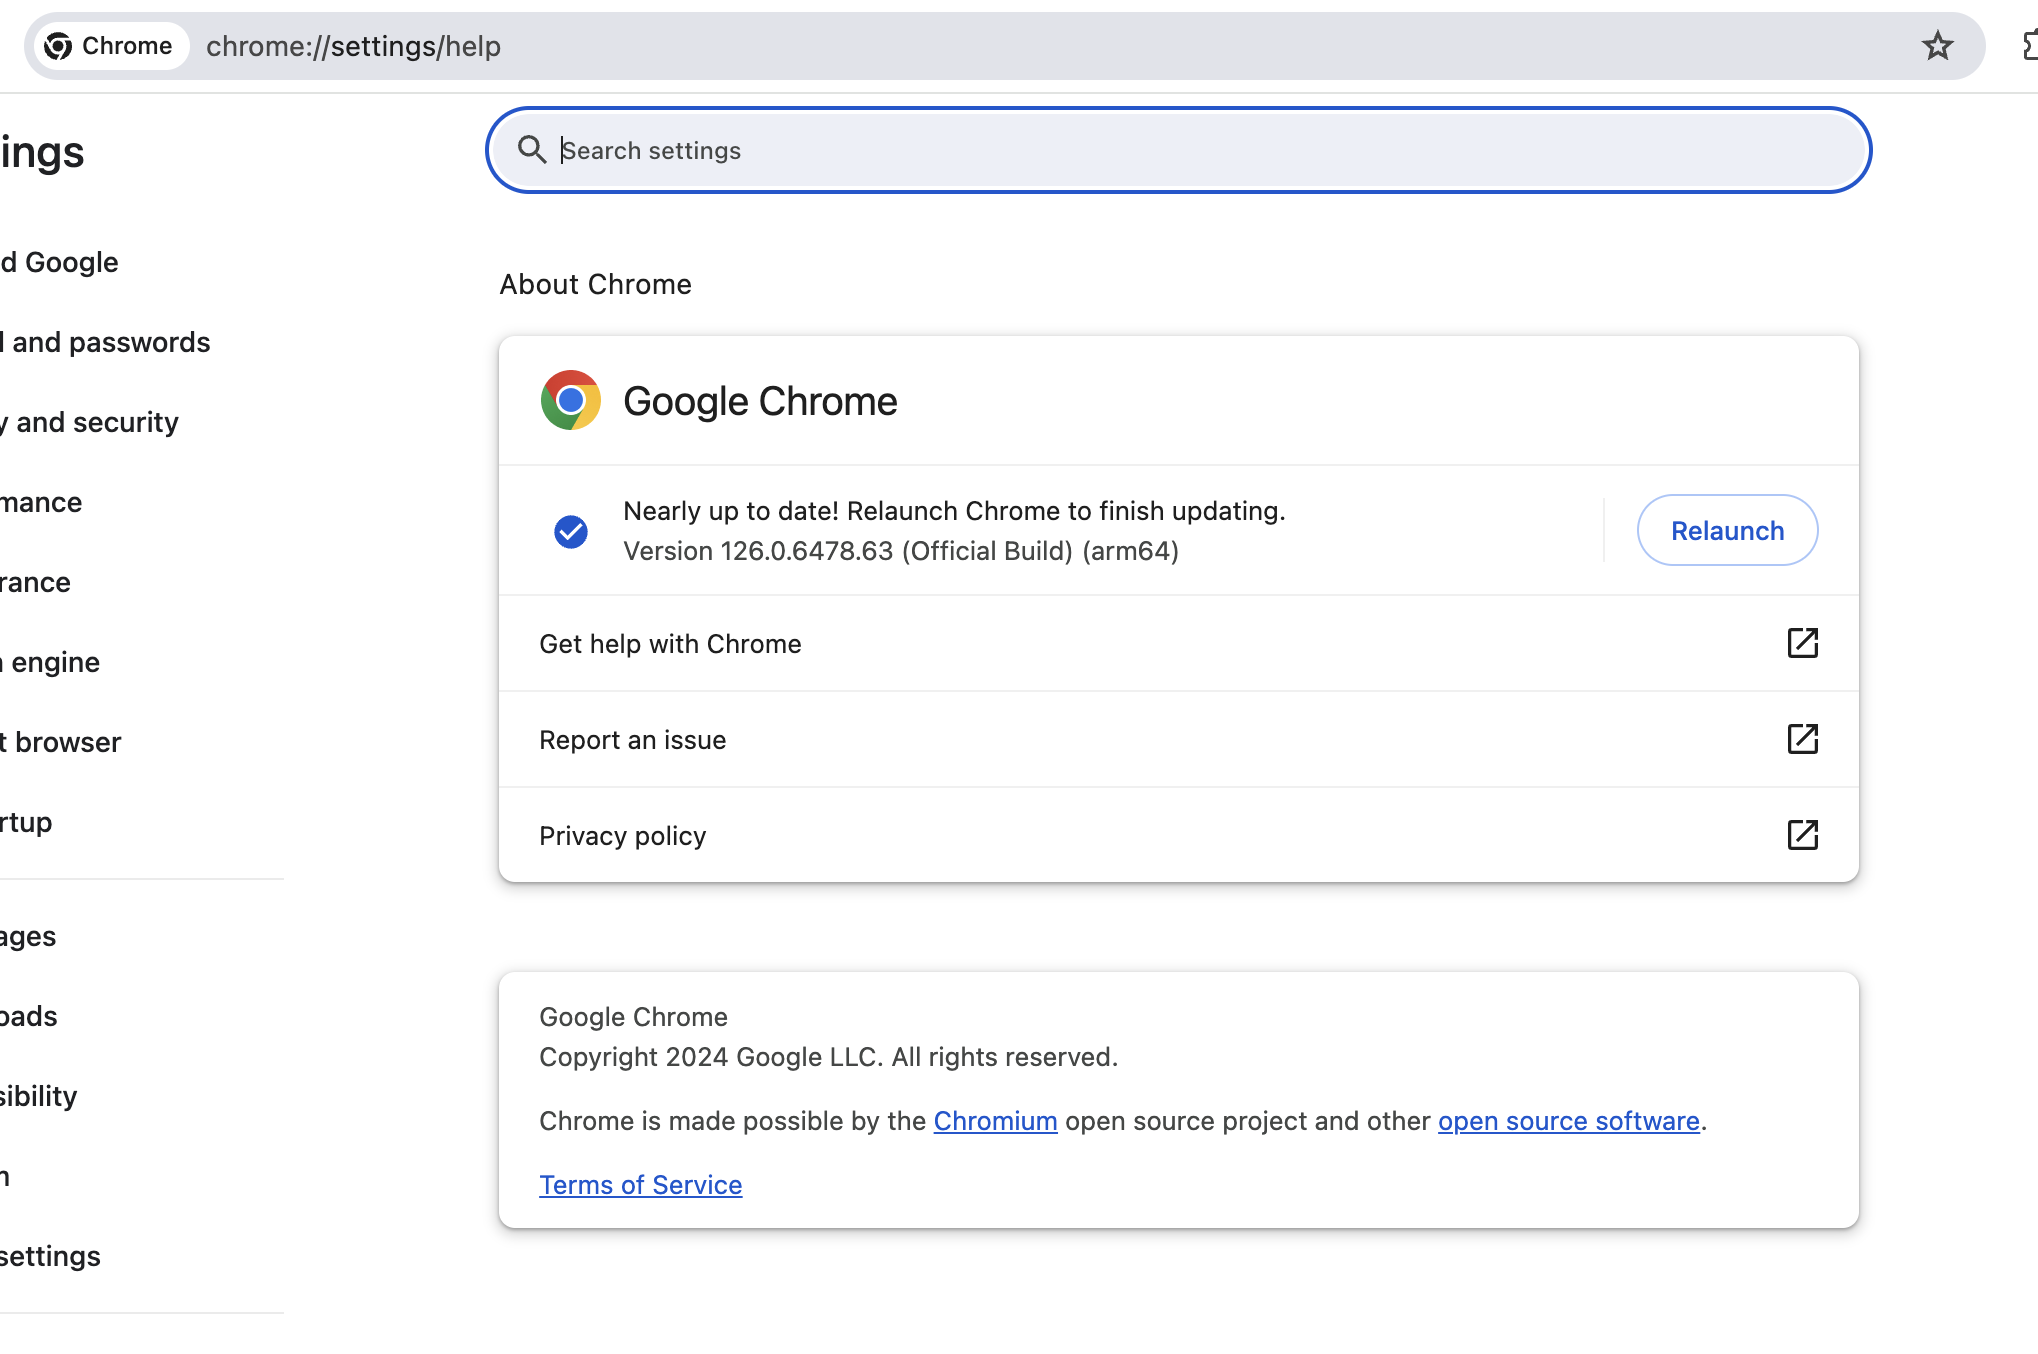 Chrome chrome://settings/help
ings
d Google
and passwords
y and security
mance
rance
engine
t browser
rtup
ages
oads
sibility
settings
Search settings
About Chrome
Google Chrome
Nearly up to date! Relaunch Chrome to finish updating.
Version 126.0.6478.63 (Official Build) (arm64)
Relaunch
Get help with Chrome
Report an issue
Privacy policy
Google Chrome
Copyright 2024 Google LLC. All rights reserved.
Chrome is made possible by the Chromium open source project and other open source software.
Terms of Service